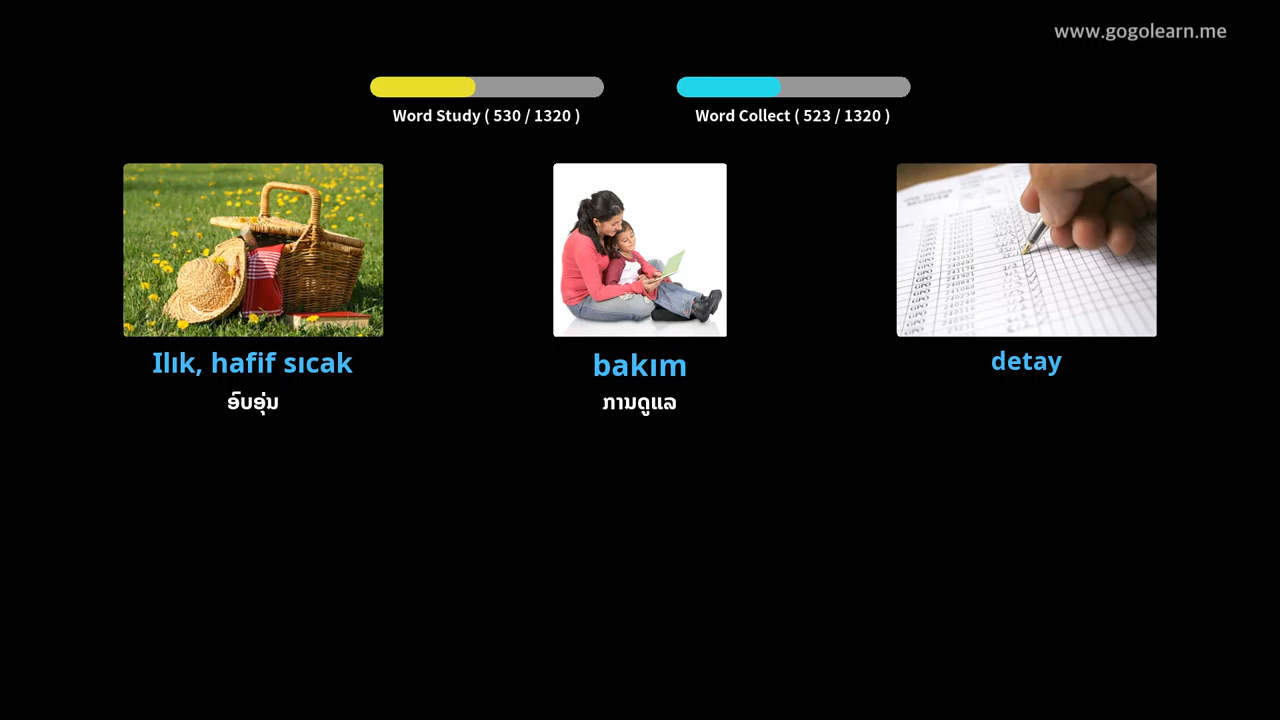 www.gogolearn.me
Word Study ( 530 / 1320 )
Word Collect ( 523 / 1320 )
Ilık, hafif sıcak
ອົບອຸ່ນ
bakım
ການດູແລ
detay